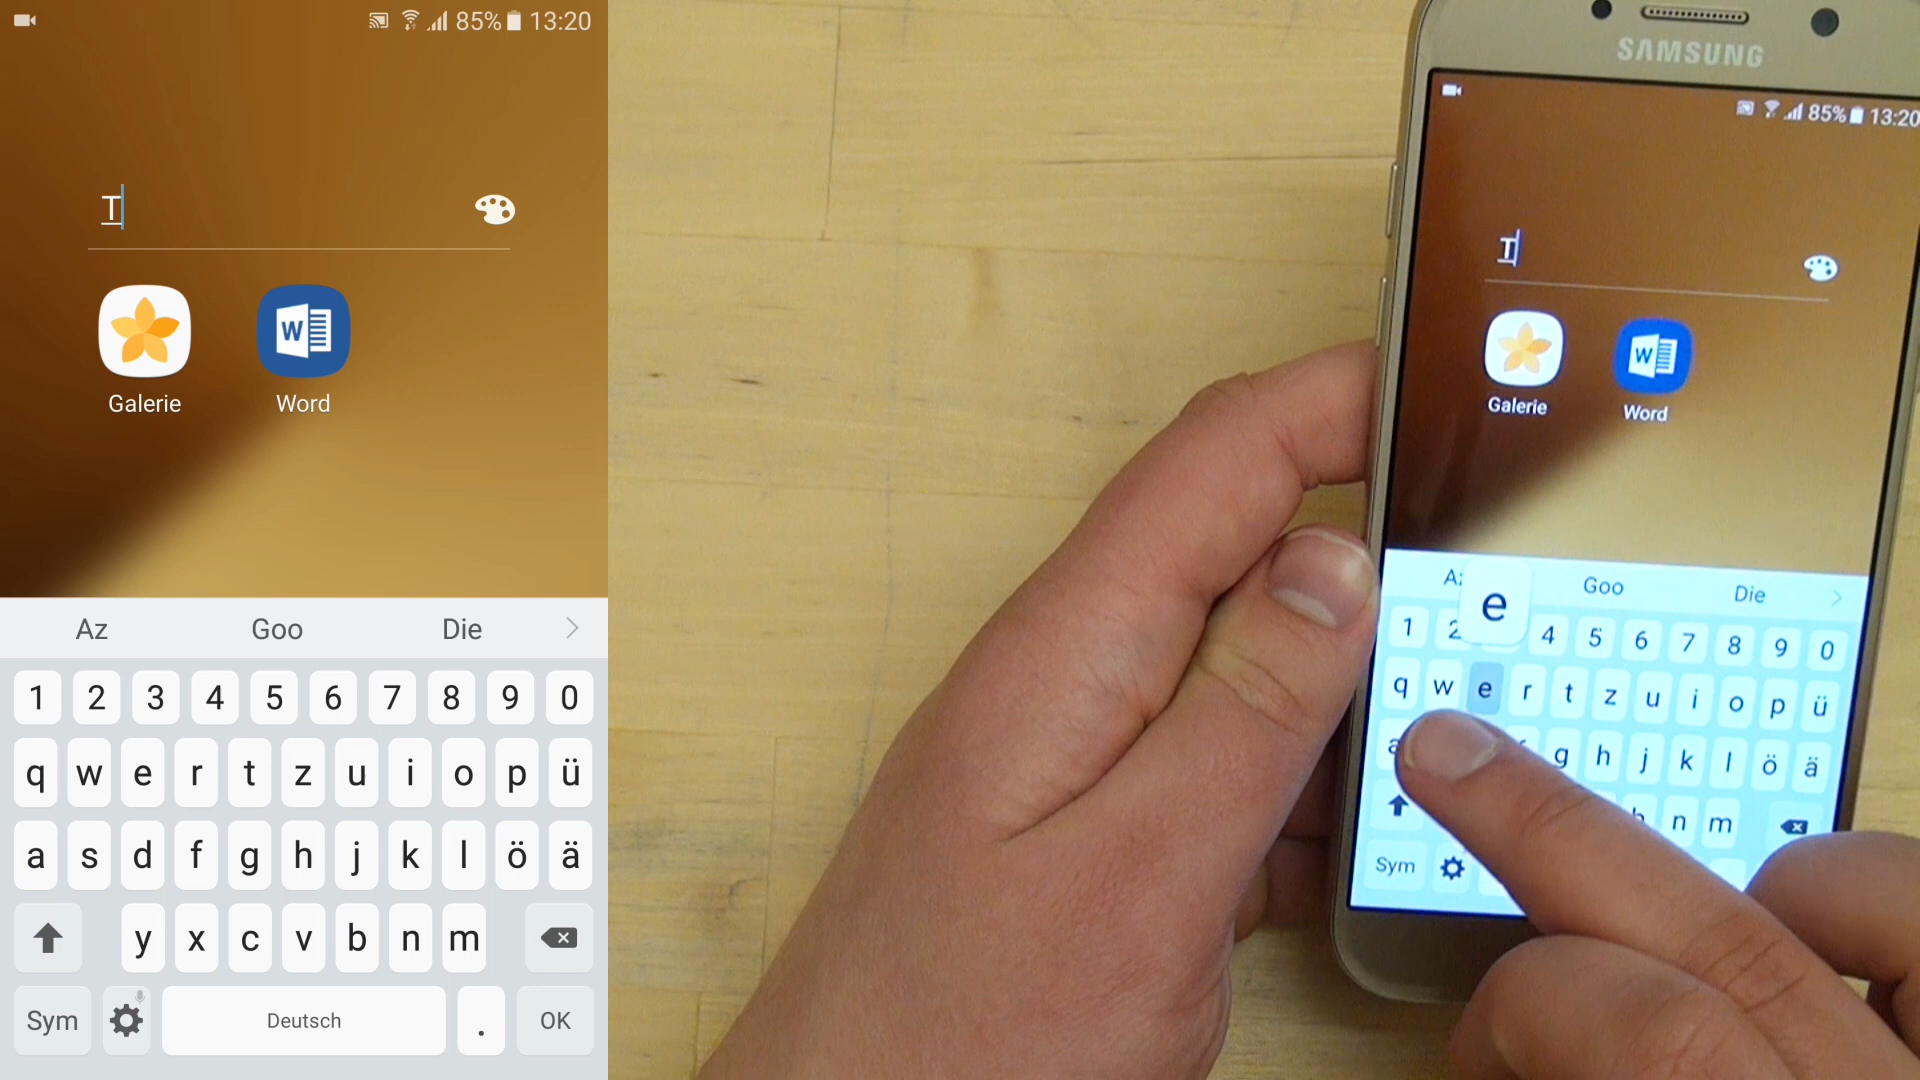 85% 13:20
T
Galerie Word
Az Goo Die
1 2 3 4 5 6 7 8 9 0
q w e r t z u i o p ü
a s d f g h j k l ö ä
y x c v b n m
Sym Deutsch . OK
SAMSUNG
85% 13:20
T
Galerie Word
e Goo Die
1 4 5 6 7 8 9 0
q w e r t z u i o p ü
g h j k l ö ä
n m
Sym
W
W